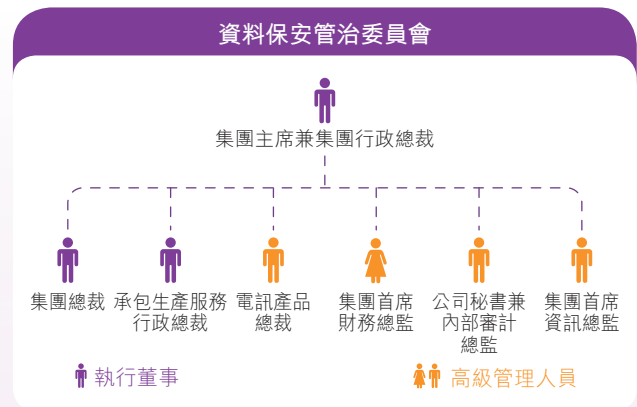 資料保安管治委員會
集團主席兼集團行政總裁
集團總裁
承包生產服務
行政總裁
電訊產品
總裁
集團首席
財務總監
公司秘書兼
內部審計
總監
集團首席
資訊總監
執行董事
高級管理人員